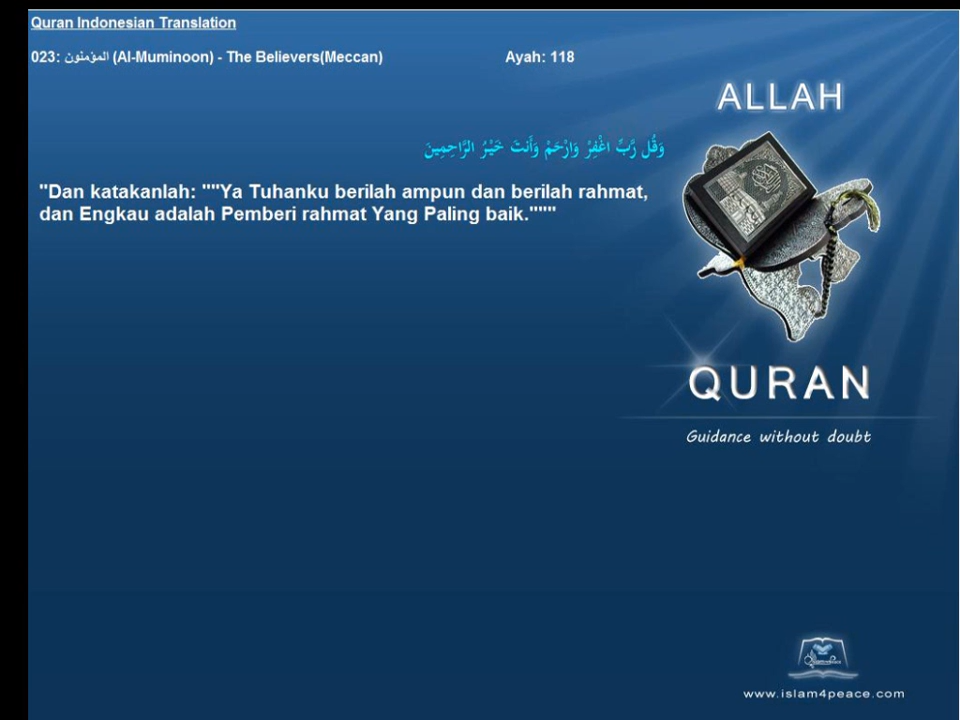 Quran Indonesian Translation
023: المؤمنون (Al-Muminoon) - The Believers(Meccan) Ayah: 118
ALLAH
وَقُل رَّبِّ اغْفِرْ وَارْحَمْ وَأَنتَ خَيْرُ الرَّاحِمِينَ
"Dan katakanlah: ""Ya Tuhanku berilah ampun dan berilah rahmat,
dan Engkau adalah Pemberi rahmat Yang Paling baik."""
QURAN
Guidance without doubt
www.islam4peace.com